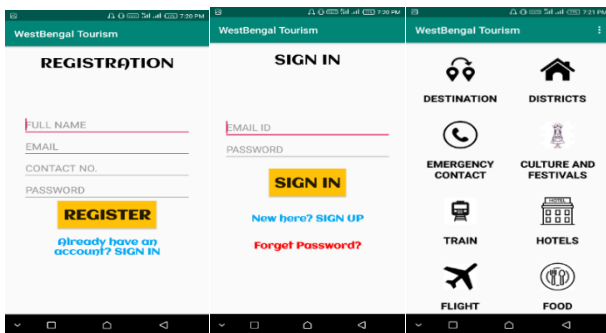 7:20 PM
WestBengal Tourism
REGISTRATION
FULL NAME
EMAIL
CONTACT NO.
PASSWORD
REGISTER
Already have an
account? SIGN IN
7:20 PM
WestBengal Tourism
SIGN IN
EMAIL ID
PASSWORD
SIGN IN
New here? SIGN UP
Forget Password?
7:21 PM
WestBengal Tourism
DESTINATION DISTRICTS
EMERGENCY
CONTACT
CULTURE AND
FESTIVALS
HOTEL
TRAIN HOTELS
FLIGHT FOOD